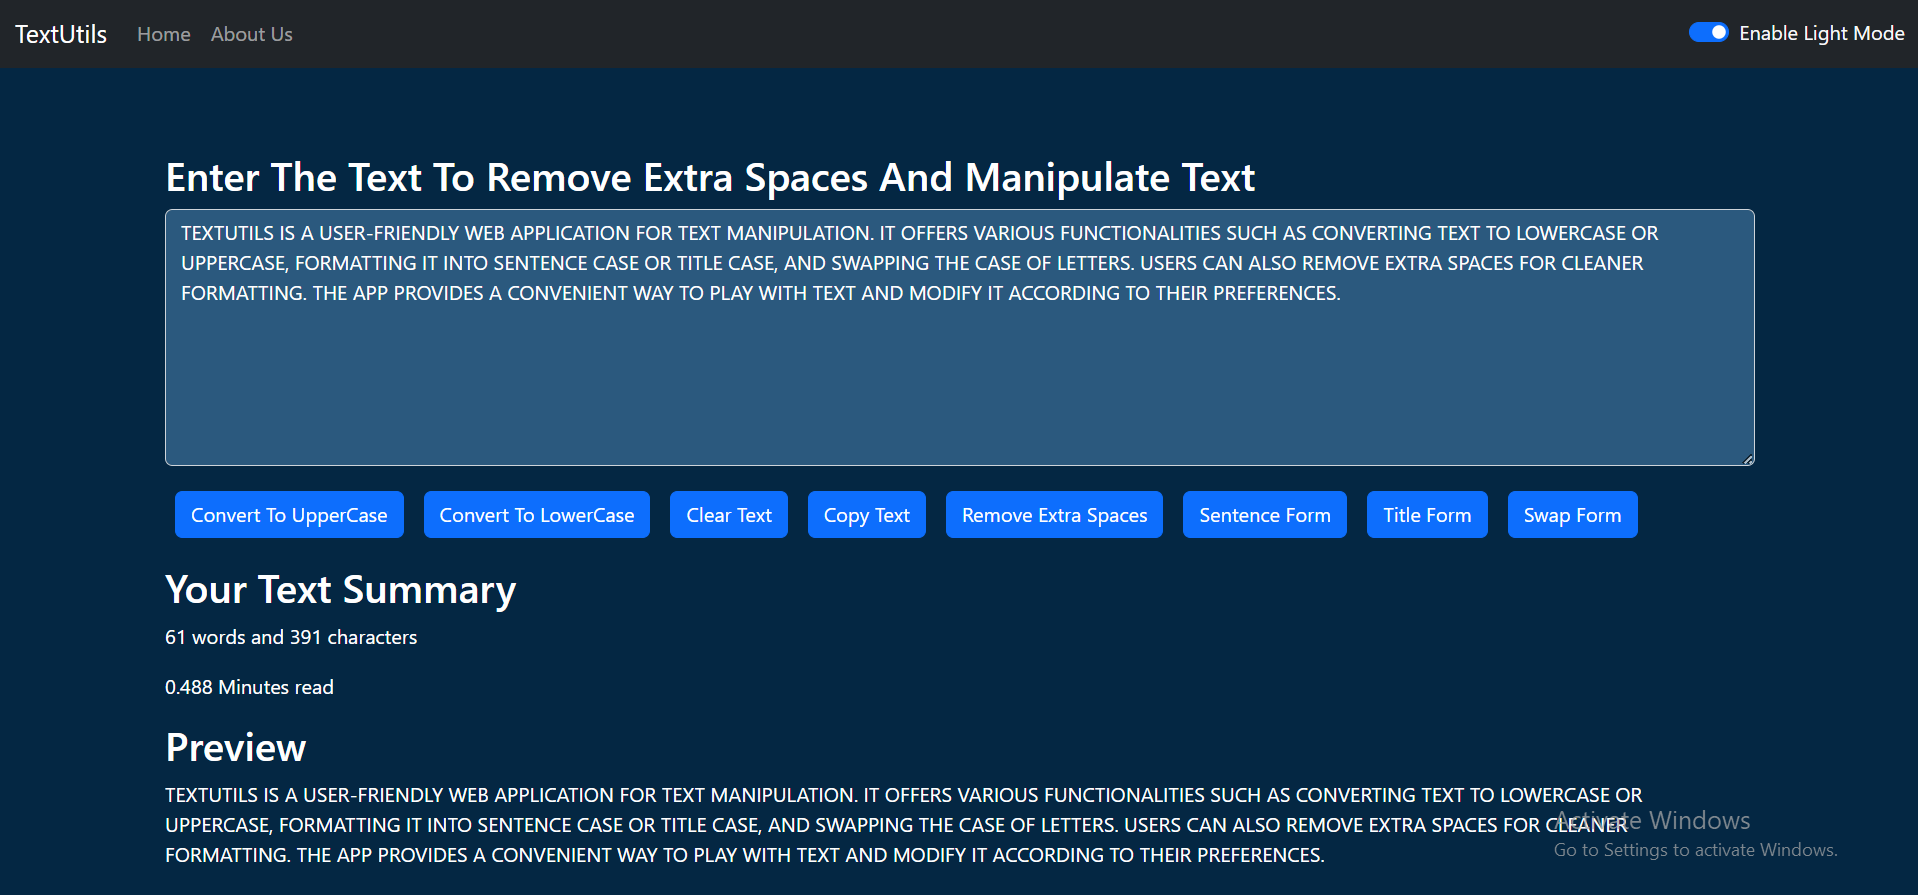 TextUtils Home About Us Enable Light Mode
Enter The Text To Remove Extra Spaces And Manipulate Text
TEXTUTILS IS A USER-FRIENDLY WEB APPLICATION FOR TEXT MANIPULATION. IT OFFERS VARIOUS FUNCTIONALITIES SUCH AS CONVERTING TEXT TO LOWERCASE OR
UPPERCASE, FORMATTING IT INTO SENTENCE CASE OR TITLE CASE, AND SWAPPING THE CASE OF LETTERS. USERS CAN ALSO REMOVE EXTRA SPACES FOR CLEANER
FORMATTING. THE APP PROVIDES A CONVENIENT WAY TO PLAY WITH TEXT AND MODIFY IT ACCORDING TO THEIR PREFERENCES.
Convert To UpperCase Convert To LowerCase Clear Text Copy Text Remove Extra Spaces Sentence Form Title Form Swap Form
Your Text Summary
61 words and 391 characters
0.488 Minutes read
Preview
TEXTUTILS IS A USER-FRIENDLY WEB APPLICATION FOR TEXT MANIPULATION. IT OFFERS VARIOUS FUNCTIONALITIES SUCH AS CONVERTING TEXT TO LOWERCASE OR
UPPERCASE, FORMATTING IT INTO SENTENCE CASE OR TITLE CASE, AND SWAPPING THE CASE OF LETTERS. USERS CAN ALSO REMOVE EXTRA SPACES FOR CLEANER
FORMATTING. THE APP PROVIDES A CONVENIENT WAY TO PLAY WITH TEXT AND MODIFY IT ACCORDING TO THEIR PREFERENCES.
Activate Windows
Go to Settings to activate Windows.